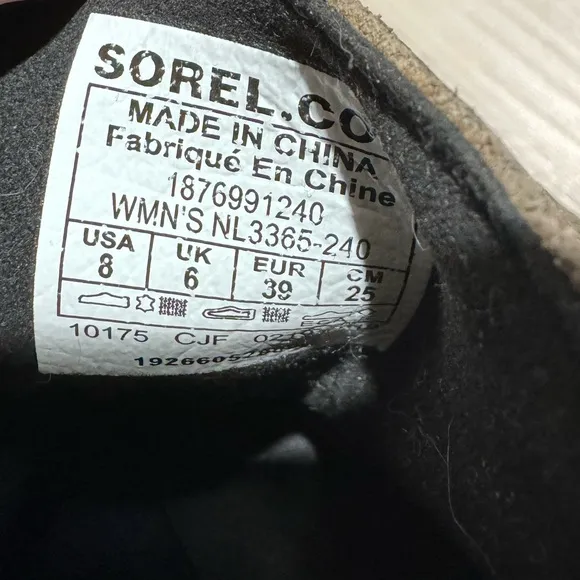 SOREL.CO
MADE IN CHINA
Fabriqué En Chine
1876991240
WMN'S NL3365-240
USA UK EUR CM
8 6 39 25
10175 CJF